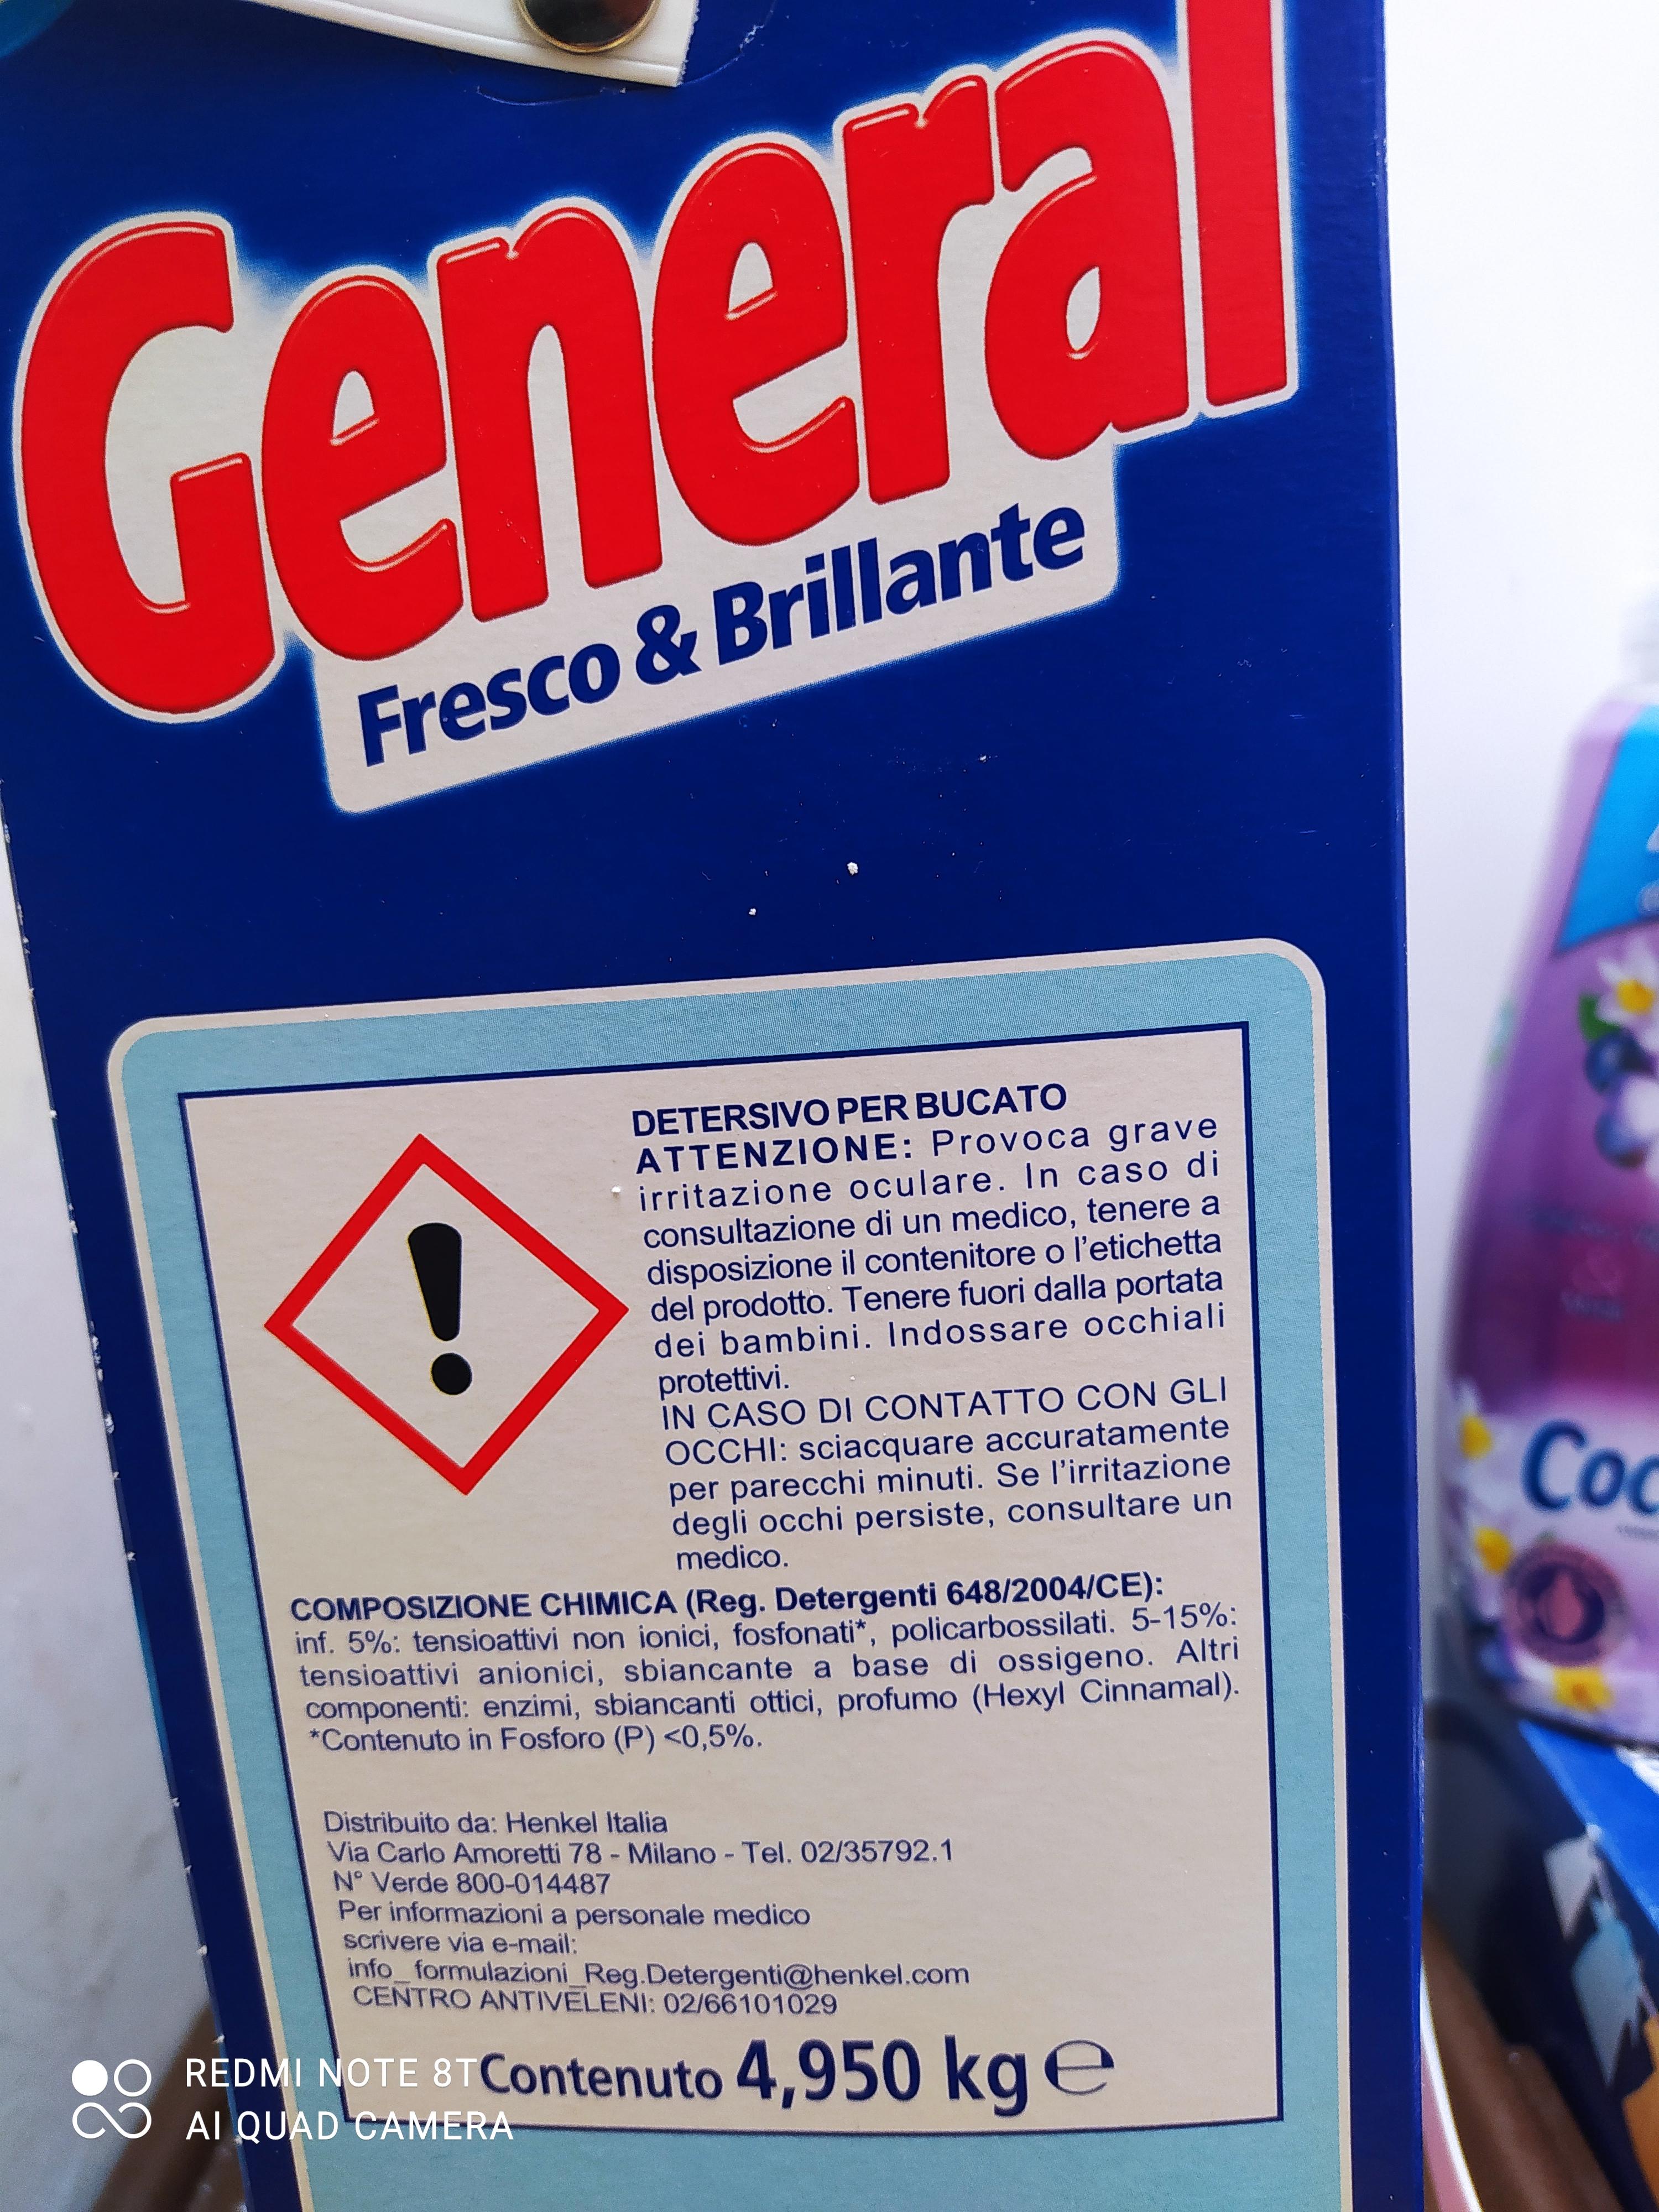 General
Fresco & Brillante
DETERSIVO PER BUCATO
ATTENZIONE: Provoca grave
irritazione oculare. In caso di
consultazione di un medico, tenere a
disposizione il contenitore o l'etichetta
del prodotto. Tenere fuori dalla portata
dei bambini. Indossare occhiali
protettivi.
IN CASO DI CONTATTO CON GLI
OCCHI: sciacquare accuratamente
per parecchi minuti. Se l'irritazione
degli occhi persiste, consultare un
medico.
COMPOSIZIONE CHIMICA (Reg. Detergenti 648/2004/CE):
inf. 5%: tensioattivi non ionici, fosfonati*, policarbossilati. 5-15%:
tensioattivi anionici, sbiancante a base di ossigeno. Altri
componenti: enzimi, sbiancanti ottici, profumo (Hexyl Cinnamal).
*Contenuto in Fosforo (P) <0,5%.
Distribuito da: Henkel Italia
Via Carlo Amoretti 78 - Milano - Tel. 02/35792.1
N° Verde 800-014487
Per informazioni a personale medico
scrivere via e-mail:
info_formulazioni_Reg.Detergenti@henkel.com
CENTRO ANTIVELENI: 02/66101029
Contenuto 4,950 kg ℮
Coc
REDMI NOTE 8T
AI QUAD CAMERA